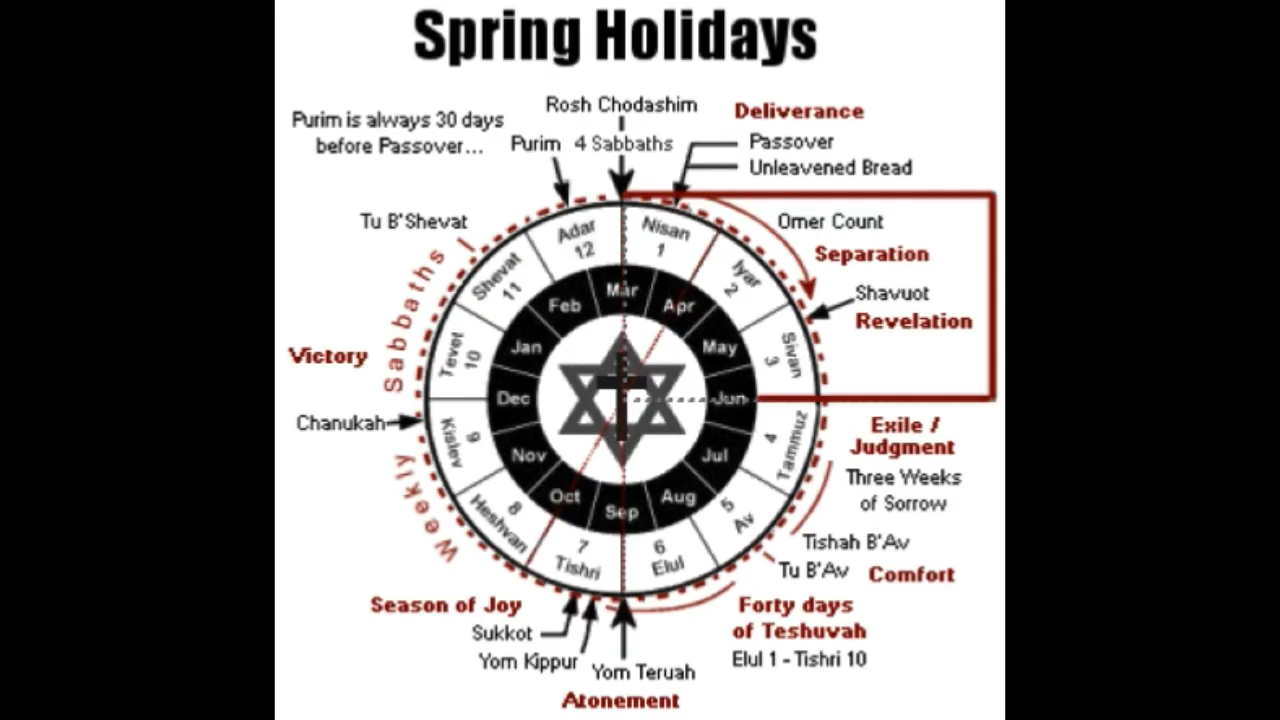 Spring Holidays
Rosh Chodashim
Deliverance
Purim is always 30 days
before Passover...
Purim
4 Sabbaths
Passover
Unleavened Bread
Tu B'Shevat
Omer Count
Separation
Shavuot
Revelation
Weekly Sabbaths
Victory
Chanukah
Nisan
1
Iyar
2
Sivan
3
Tammuz
4
Av
5
Elul
6
Tishri
7
Heshvan
8
Kislev
9
Tevet
10
Shevat
11
Adar
12
Mar
Apr
May
Jun
Jul
Aug
Sep
Oct
Nov
Dec
Jan
Feb
Exile /
Judgment
Three Weeks
of Sorrow
Tishah B'Av
Tu B'Av
Comfort
Season of Joy
Sukkot
Yom Kippur
Yom Teruah
Atonement
Forty days
of Teshuvah
Elul 1 - Tishri 10